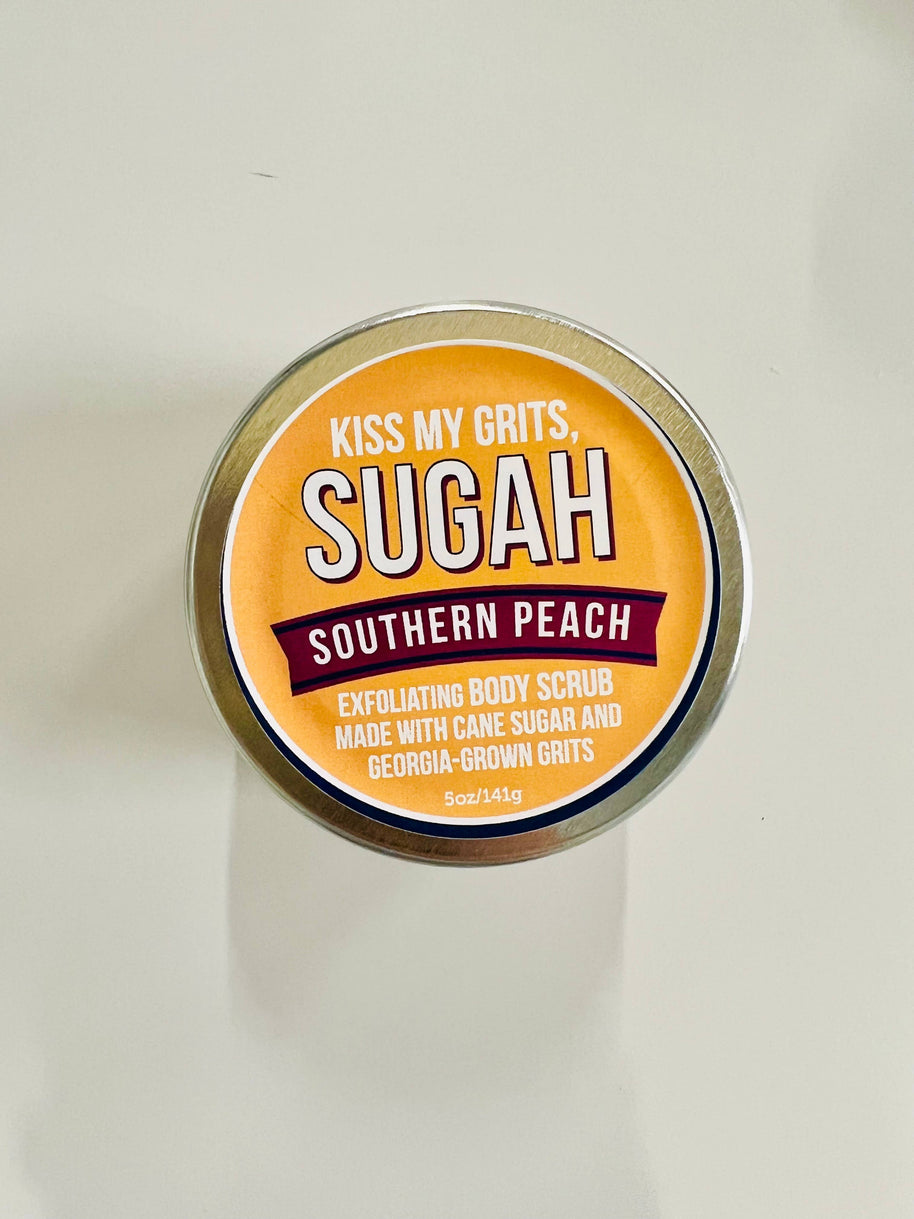 KISS MY GRITS,
SUGAH
SOUTHERN PEACH
EXFOLIATING BODY SCRUB
MADE WITH CANE SUGAR AND
GEORGIA-GROWN GRITS
5oz/141g